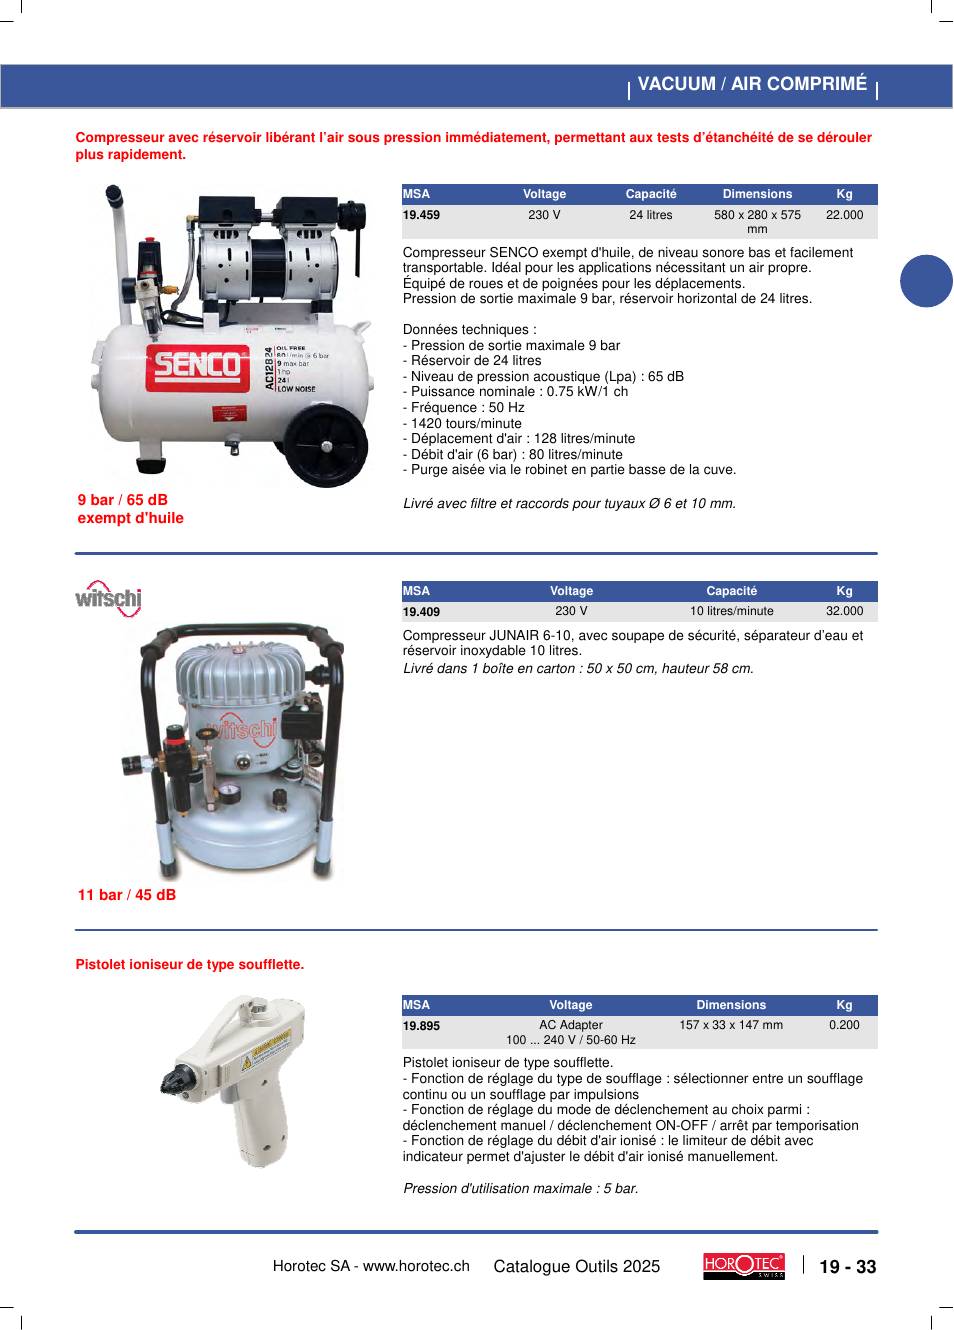 VACUUM / AIR COMPRIMÉ
Compresseur avec réservoir libérant l’air sous pression immédiatement, permettant aux tests d’étanchéité de se dérouler
plus rapidement.
MSA Voltage Capacité Dimensions Kg
19.459 230 V 24 litres 580 x 280 x 575 22.000
mm
Compresseur SENCO exempt d'huile, de niveau sonore bas et facilement
transportable. Idéal pour les applications nécessitant un air propre.
Équipé de roues et de poignées pour les déplacements.
Pression de sortie maximale 9 bar, réservoir horizontal de 24 litres.
Données techniques :
- Pression de sortie maximale 9 bar
- Réservoir de 24 litres
- Niveau de pression acoustique (Lpa) : 65 dB
- Puissance nominale : 0.75 kW/1 ch
- Fréquence : 50 Hz
- 1420 tours/minute
- Déplacement d'air : 128 litres/minute
- Débit d'air (6 bar) : 80 litres/minute
- Purge aisée via le robinet en partie basse de la cuve.
Livré avec filtre et raccords pour tuyaux Ø 6 et 10 mm.
SENCO
AC12824
OIL FREE
80 l/min @ 6 bar
9 max bar
1 hp
24 l
LOW NOISE
9 bar / 65 dB
exempt d'huile
witschi
MSA Voltage Capacité Kg
19.409 230 V 10 litres/minute 32.000
Compresseur JUNAIR 6-10, avec soupape de sécurité, séparateur d’eau et
réservoir inoxydable 10 litres.
Livré dans 1 boîte en carton : 50 x 50 cm, hauteur 58 cm.
witschi
11 bar / 45 dB
Pistolet ioniseur de type soufflette.
MSA Voltage Dimensions Kg
19.895 AC Adapter 157 x 33 x 147 mm 0.200
100 ... 240 V / 50-60 Hz
Pistolet ioniseur de type soufflette.
- Fonction de réglage du type de soufflage : sélectionner entre un soufflage
continu ou un soufflage par impulsions
- Fonction de réglage du mode de déclenchement au choix parmi :
déclenchement manuel / déclenchement ON-OFF / arrêt par temporisation
- Fonction de réglage du débit d'air ionisé : le limiteur de débit avec
indicateur permet d'ajuster le débit d'air ionisé manuellement.
Pression d'utilisation maximale : 5 bar.
Horotec SA - www.horotec.ch Catalogue Outils 2025 HOROTEC® SWISS 19 - 33